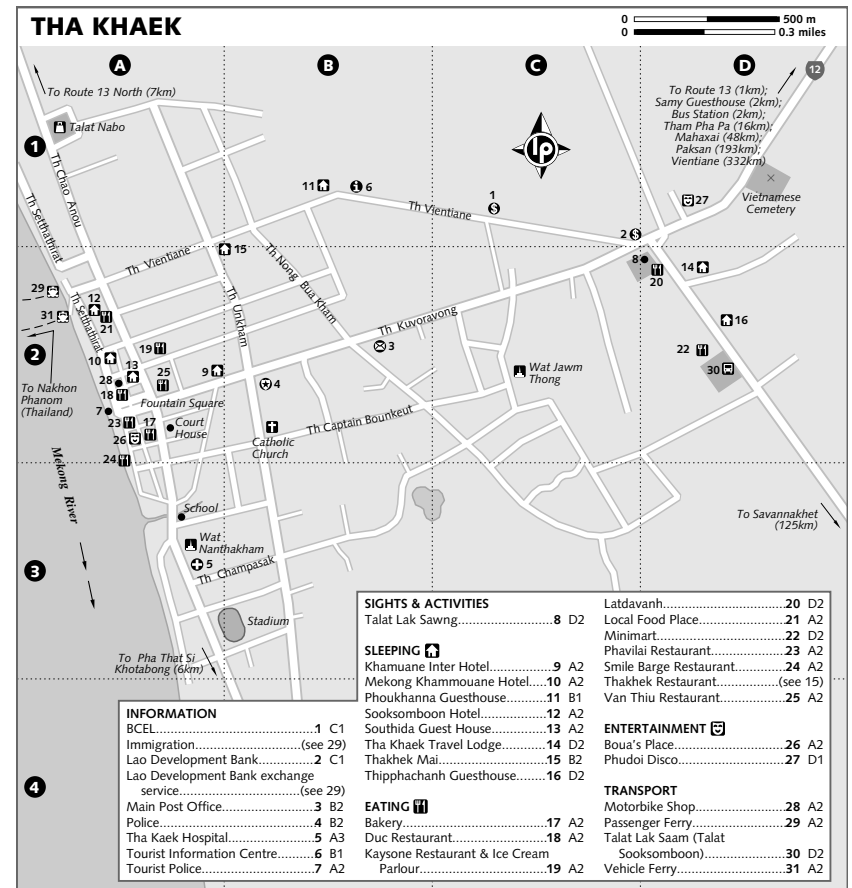 THA KHAEK
0 500 m
0 0.3 miles
A B C D
To Route 13 North (7km)
12
To Route 13 (1km);
Samy Guesthouse (2km);
Bus Station (2km);
Tham Pha Pa (16km);
Mahaxai (48km);
Paksan (193km);
Vientiane (332km)
Talat Nabo
1
lp
Th Chao Anou
11
6
1
27
Vietnamese
Cemetery
Th Vientiane
Th Setthathirat
2
15
Th Vientiane
Th Nong Bua Kham
8
20
14
29
12
Th Setthathirat
Th Unkham
31
21
Th Kuvoravong
16
2
19
3
22
10
13
25
9
Wat Jawm
Thong
30
28
4
To Nakhon
Phanom
(Thailand)
18
Fountain Square
7
23
17
Court
House
Th Captain Bounkeut
26
Catholic
Church
24
Mekong River
School
To Savannakhet
(125km)
Wat
Nanthakham
3
5
Th Champasak
Stadium
To Pha That Si
Khotabong (6km)
4
INFORMATION
BCEL 1 C1
Immigration (see 29)
Lao Development Bank 2 C1
Lao Development Bank exchange
service (see 29)
Main Post Office 3 B2
Police 4 B2
Tha Kaek Hospital 5 A3
Tourist Information Centre 6 B1
Tourist Police 7 A2
SIGHTS & ACTIVITIES
Talat Lak Sawng 8 D2
SLEEPING
Khamuane Inter Hotel 9 A2
Mekong Khammouane Hotel 10 A2
Phoukhanna Guesthouse 11 B1
Sooksomboon Hotel 12 A2
Southida Guest House 13 A2
Tha Khaek Travel Lodge 14 D2
Thakhek Mai 15 B2
Thipphachanh Guesthouse 16 D2
EATING
Bakery 17 A2
Duc Restaurant 18 A2
Kaysone Restaurant & Ice Cream
Parlour 19 A2
Latdavanh 20 D2
Local Food Place 21 A2
Minimart 22 D2
Phavilai Restaurant 23 A2
Smile Barge Restaurant 24 A2
Thakhek Restaurant (see 15)
Van Thiu Restaurant 25 A2
ENTERTAINMENT
Boua's Place 26 A2
Phudoi Disco 27 D1
TRANSPORT
Motorbike Shop 28 A2
Passenger Ferry 29 A2
Talat Lak Saam (Talat
Sooksomboon) 30 D2
Vehicle Ferry 31 A2